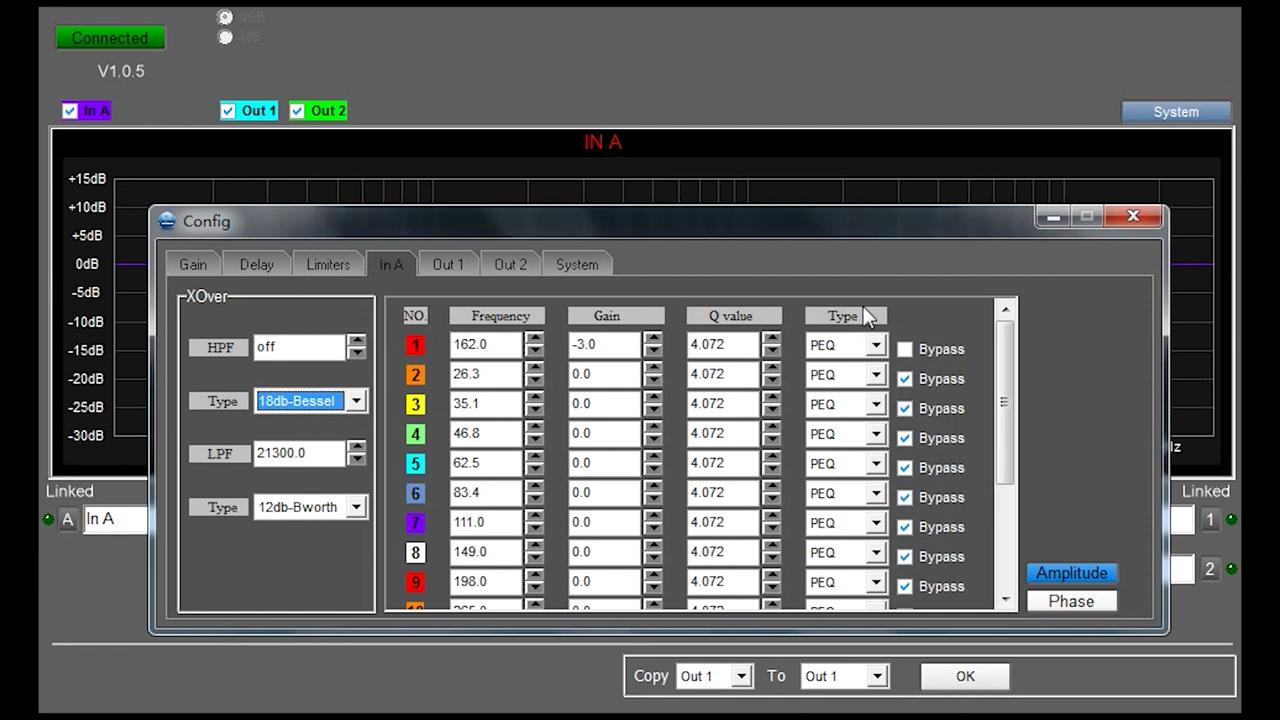 USB
485
Connected
V1.0.5
In A
Out 1
Out 2
System
IN A
+15dB
+10dB
+5dB
0dB
-5dB
-10dB
-15dB
-20dB
-25dB
-30dB
Config
Gain
Delay
Limiters
In A
Out 1
Out 2
System
XOver
HPF off
Type 18db-Bessel
LPF 21300.0
Type 12db-Bworth
NO. Frequency Gain Q value Type
1 162.0 -3.0 4.072 PEQ Bypass
2 26.3 0.0 4.072 PEQ Bypass
3 35.1 0.0 4.072 PEQ Bypass
4 46.8 0.0 4.072 PEQ Bypass
5 62.5 0.0 4.072 PEQ Bypass
6 83.4 0.0 4.072 PEQ Bypass
7 111.0 0.0 4.072 PEQ Bypass
8 149.0 0.0 4.072 PEQ Bypass
9 198.0 0.0 4.072 PEQ Bypass
Amplitude
Phase
Hz
Linked
A In A
Linked
1
2
Copy Out 1 To Out 1 OK